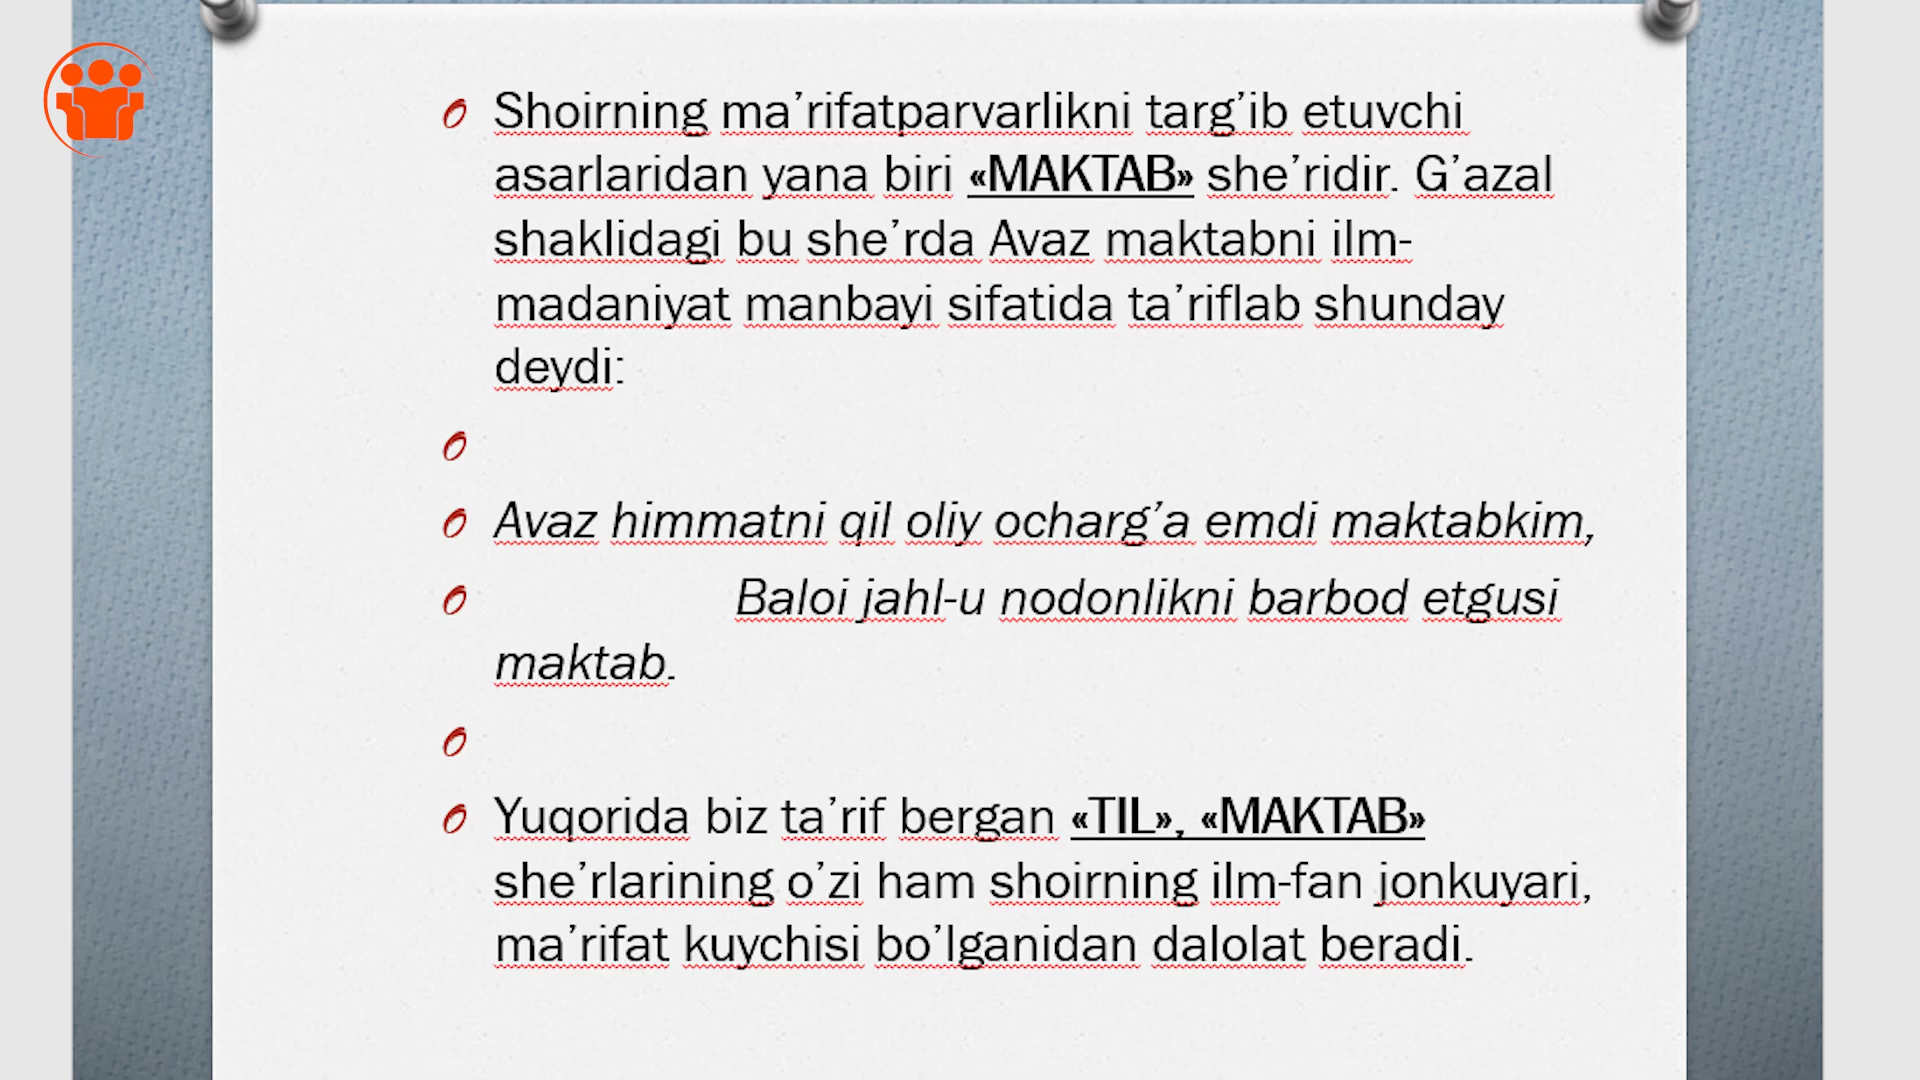 Shoirning ma’rifatparvarlikni targ’ib etuvchi
asarlaridan yana biri «MAKTAB» she’ridir. G’azal
shaklidagi bu she’rda Avaz maktabni ilm-
madaniyat manbayi sifatida ta’riflab shunday
deydi:
Avaz himmatni qil oliy ocharg’a emdi maktabkim,
Baloi jahl-u nodonlikni barbod etgusi
maktab.
Yuqorida biz ta’rif bergan «TIL», «MAKTAB»
she’rlarining o’zi ham shoirning ilm-fan jonkuyari,
ma’rifat kuychisi bo’lganidan dalolat beradi.